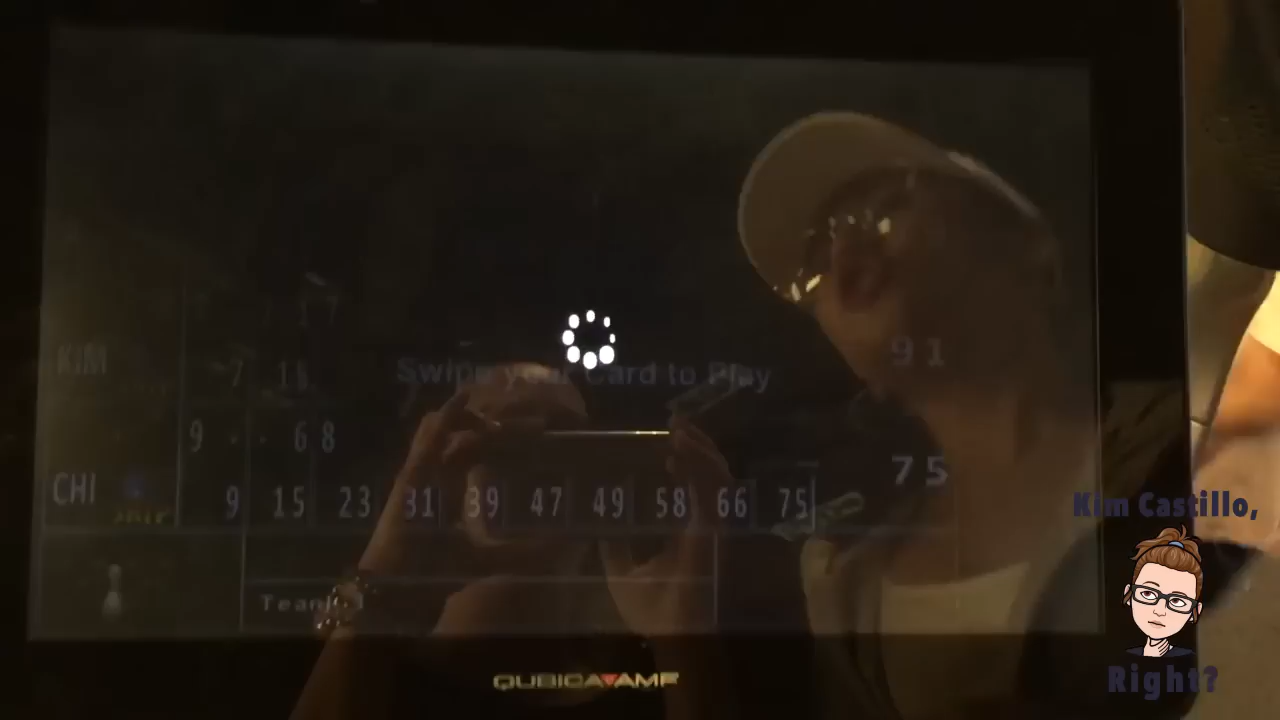 KIM
7 15
Swipe your Card to Play
91
9 - - 6 8
CHI
75
9 15 23 31 39 47 49 58 66 75
Team
QUBICAAMF
Kim Castillo,
Right?